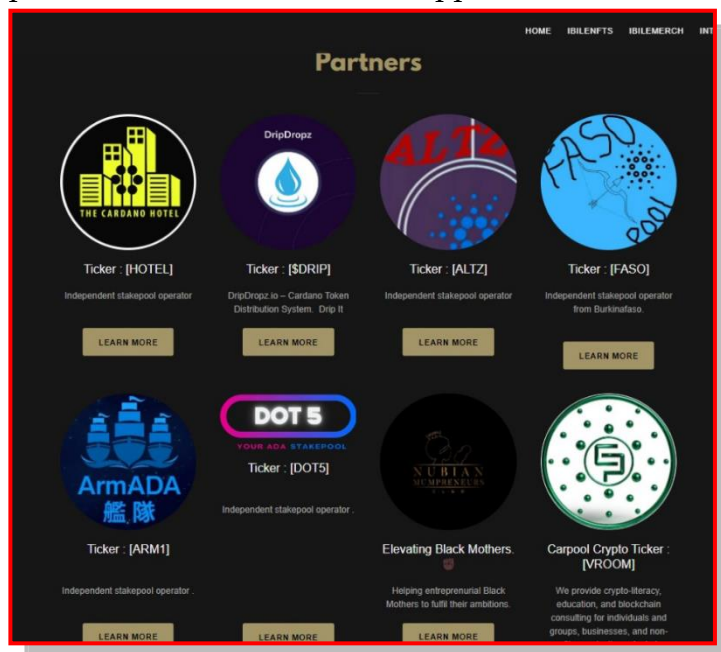 HOME IBILENFTS IBILEMERCH INT
Partners
THE CARDANO HOTEL
DripDropz
ALTZ
FASO
POOl
Ticker : [HOTEL]
Ticker : [$DRIP]
Ticker : [ALTZ]
Ticker : [FASO]
Independent stakepool operator
DripDropz.io – Cardano Token
Distribution System. Drip It
Independent stakepool operator
Independent stakepool operator
from Burkinafaso.
LEARN MORE
LEARN MORE
LEARN MORE
LEARN MORE
ArmADA
艦隊
DOT 5
YOUR ADA STAKEPOOL
NUBIAN
MUMPRENEURS
Ticker : [ARM1]
Ticker : [DOT5]
Elevating Black Mothers.
Carpool Crypto Ticker :
[VROOM]
Independent stakepool operator .
Independent stakepool operator .
Helping entreprenurial Black
Mothers to fulfil their ambitions.
We provide crypto-literacy,
education, and blockchain
consulting for individuals and
groups, businesses, and non-
LEARN MORE
LEARN MORE
LEARN MORE